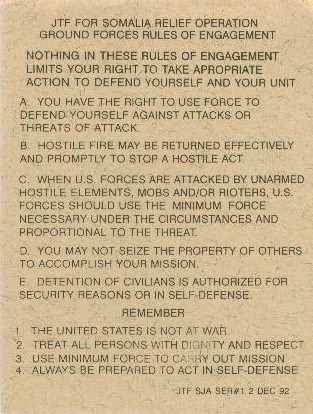 JTF FOR SOMALIA RELIEF OPERATION
GROUND FORCES RULES OF ENGAGEMENT
NOTHING IN THESE RULES OF ENGAGEMENT
LIMITS YOUR RIGHT TO TAKE APROPRIATE
ACTION TO DEFEND YOURSELF AND YOUR UNIT
A. YOU HAVE THE RIGHT TO USE FORCE TO
DEFEND YOURSELF AGAINST ATTACKS OR
THREATS OF ATTACK.
B. HOSTILE FIRE MAY BE RETURNED EFFECTIVELY
AND PROMPTLY TO STOP A HOSTILE ACT.
C. WHEN U.S. FORCES ARE ATTACKED BY UNARMED
HOSTILE ELEMENTS, MOBS AND/OR RIOTERS, U.S.
FORCES SHOULD USE THE MINIMUM FORCE
NECESSARY UNDER THE CIRCUMSTANCES AND
PROPORTIONAL TO THE THREAT.
D. YOU MAY NOT SEIZE THE PROPERTY OF OTHERS
TO ACCOMPLISH YOUR MISSION.
E. DETENTION OF CIVILIANS IS AUTHORIZED FOR
SECURITY REASONS OR IN SELF-DEFENSE.
REMEMBER
1. THE UNITED STATES IS NOT AT WAR.
2. TREAT ALL PERSONS WITH DIGNITY AND RESPECT
3. USE MINIMUM FORCE TO CARRY OUT MISSION
4. ALWAYS BE PREPARED TO ACT IN SELF-DEFENSE
JTF SJA SER#1 2 DEC 92